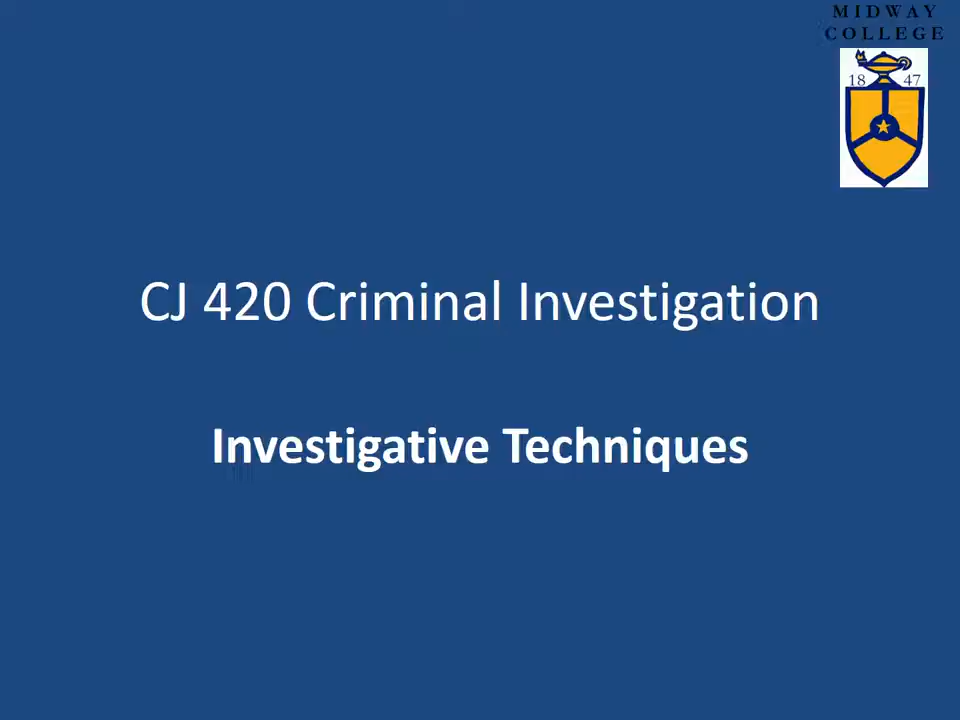 MIDWAY
COLLEGE
18 47
CJ 420 Criminal Investigation
Investigative Techniques